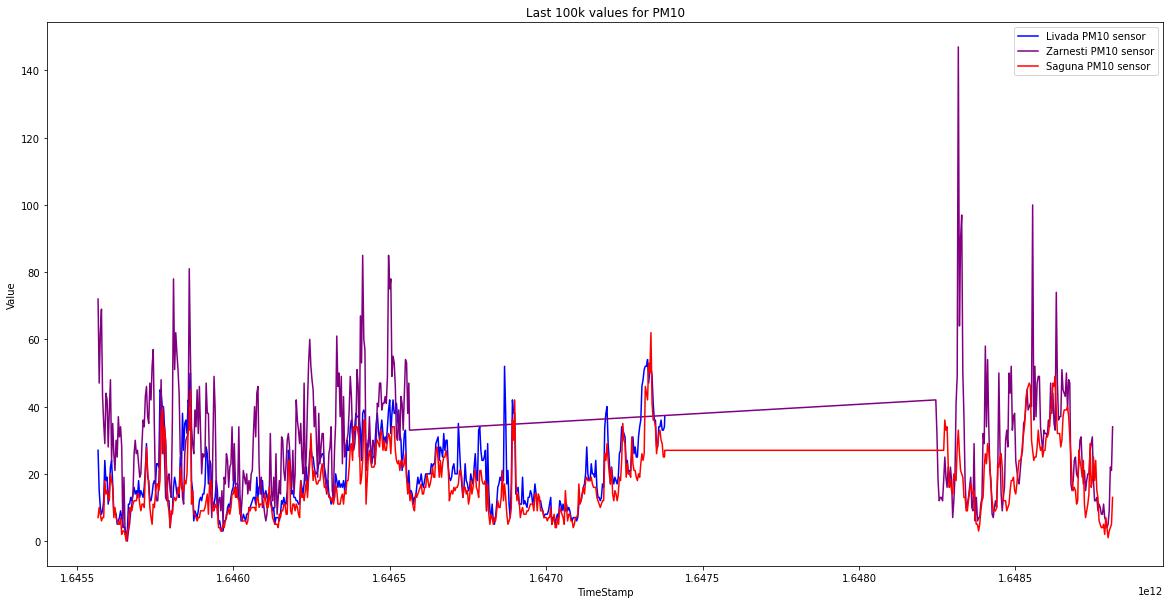 Last 100k values for PM10
Livada PM10 sensor
Zarnesti PM10 sensor
Saguna PM10 sensor
140
120
100
80
60
40
20
0
Value
1.6455
1.6460
1.6465
1.6470
1.6475
1.6480
1.6485
1e12
TimeStamp